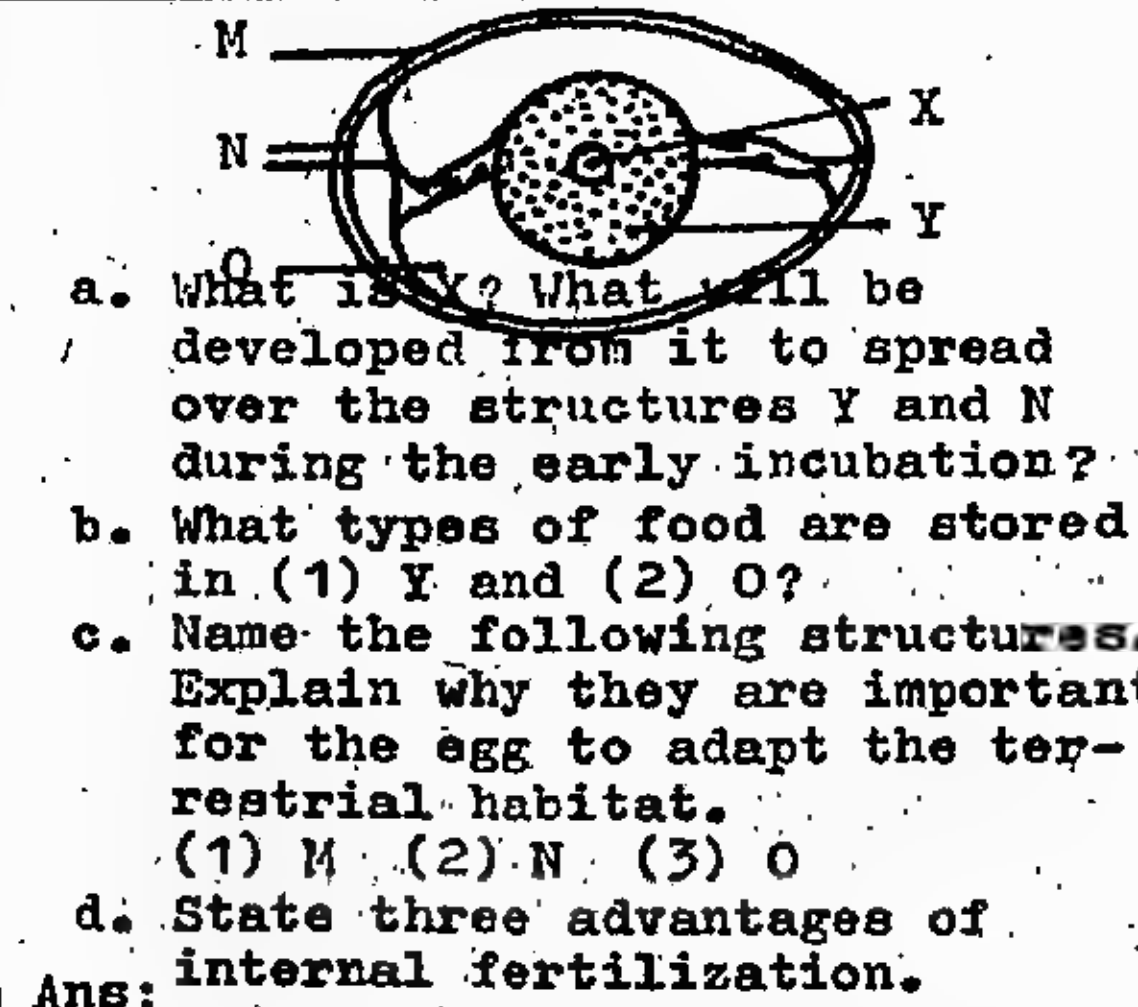 M
N
O
X
Y
a. What is X? What will be
developed from it to spread
over the structures Y and N
during the early incubation?
b. What types of food are stored
in (1) Y and (2) O?
c. Name the following structures.
Explain why they are important
for the egg to adapt the ter-
restrial habitat.
(1) M (2) N (3) O
d. State three advantages of
internal fertilization.
Ans: